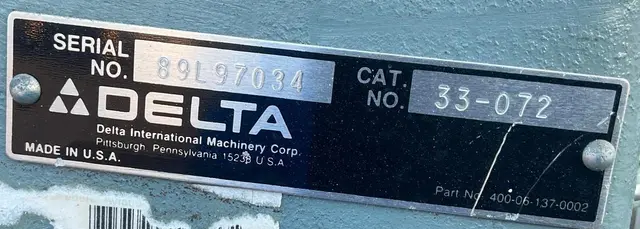 SERIAL NO. 89L97034
CAT. NO. 33-072
DELTA
Delta International Machinery Corp.
Pittsburgh, Pennsylvania 15238 U.S.A.
MADE IN U.S.A.
Part No. 400-06-137-0002